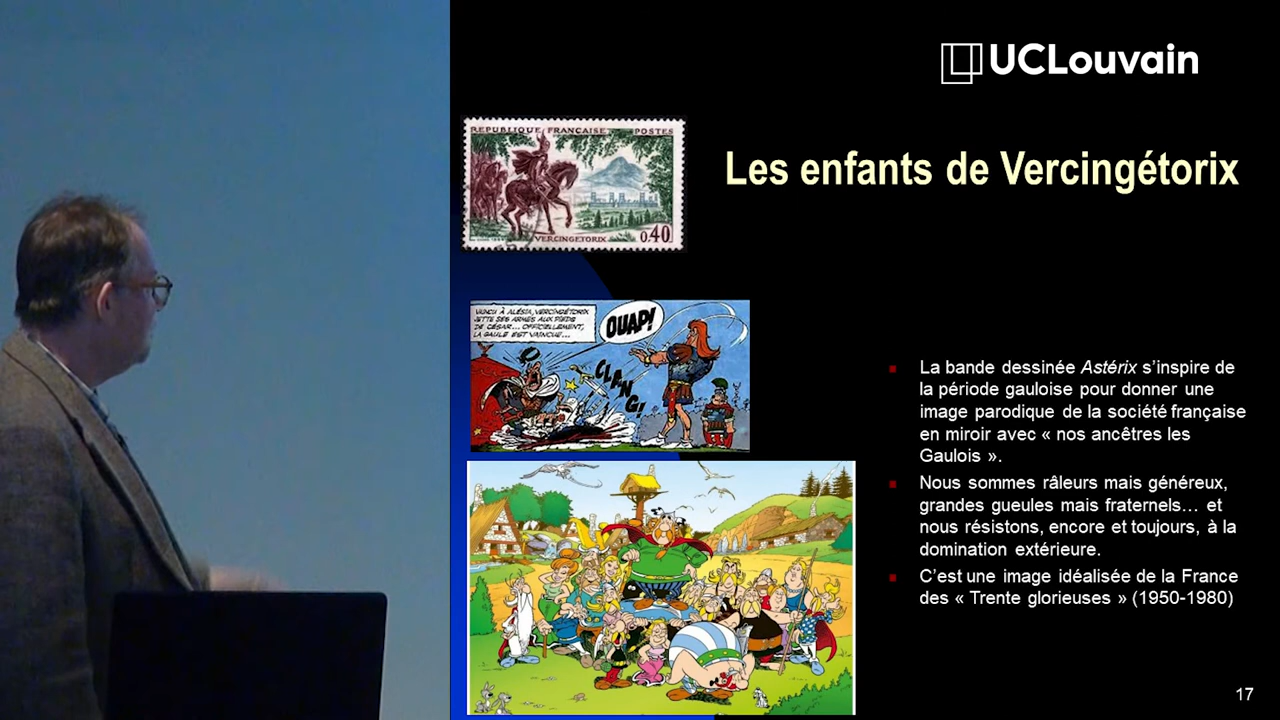 UCLouvain
REPUBLIQUE FRANÇAISE POSTES
VERCINGETORIX
0.40
Les enfants de Vercingétorix
VAINCU À ALÉSIA, VERCINGÉTORIX
JETTE SES ARMES AUX PIEDS
DE CÉSAR... OFFICIELLEMENT,
LA GAULE EST VAINCUE...
OUAP!
CLANG!
La bande dessinée Astérix s’inspire de
la période gauloise pour donner une
image parodique de la société française
en miroir avec « nos ancêtres les
Gaulois ».
Nous sommes râleurs mais généreux,
grandes gueules mais fraternels… et
nous résistons, encore et toujours, à la
domination extérieure.
C’est une image idéalisée de la France
des « Trente glorieuses » (1950-1980)
17